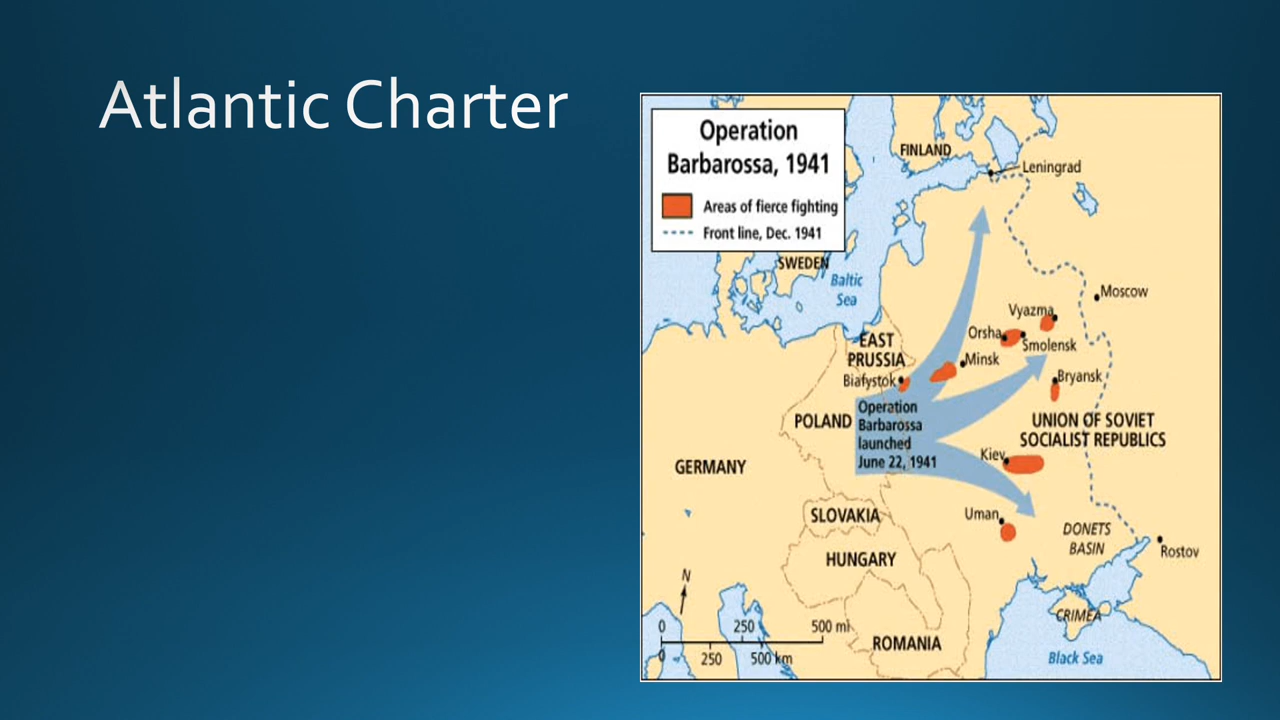 Atlantic Charter
Operation
Barbarossa, 1941
Areas of fierce fighting
Front line, Dec. 1941
FINLAND
Leningrad
SWEDEN
Baltic
Sea
Moscow
Vyazma
Orsha
Smolensk
EAST
PRUSSIA
Minsk
Białystok
Bryansk
POLAND
Operation
Barbarossa
launched
June 22, 1941
UNION OF SOVIET
SOCIALIST REPUBLICS
Kiev
GERMANY
Uman
SLOVAKIA
DONETS
BASIN
Rostov
HUNGARY
N
CRIMEA
0 250 500 mi
0 250 500 km
ROMANIA
Black Sea